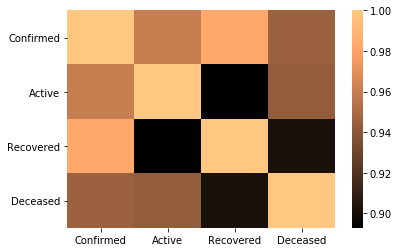 Confirmed
Active
Recovered
Deceased
Confirmed Active Recovered Deceased
1.00
0.98
0.96
0.94
0.92
0.90